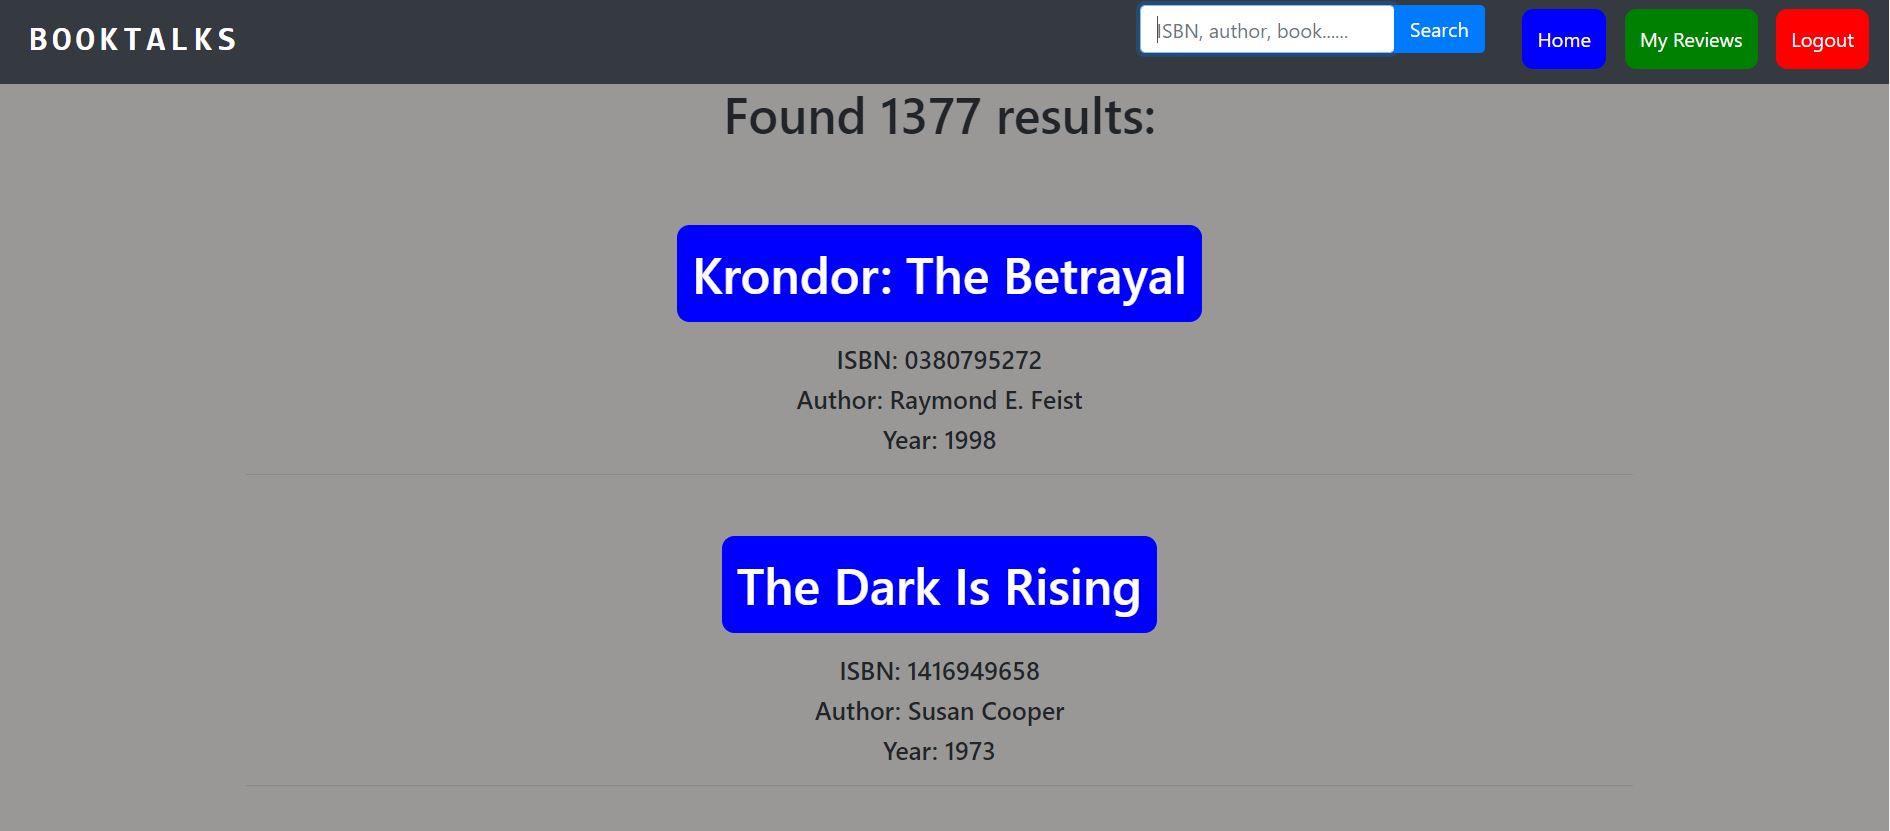 BOOKTALKS
ISBN, author, book......
Search
Home
My Reviews
Logout
Found 1377 results:
Krondor: The Betrayal
ISBN: 0380795272
Author: Raymond E. Feist
Year: 1998
The Dark Is Rising
ISBN: 1416949658
Author: Susan Cooper
Year: 1973